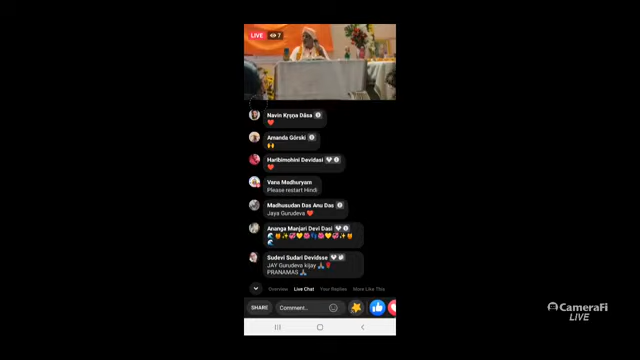 LIVE
7
Navin Kṛṣṇa Dāsa
Amanda Górski
Haribimohini Devidasi
Vana Madhuryam
Please restart Hindi
Madhusudan Das Anu Das
Jaya Gurudeva ❤️
Ananga Manjari Devi Dasi
Sudevi Sudari Devidsse
JAY Gurudeva kijay 🙏🌹
PRANAMAS 🙏
Overview Live Chat Your Replies More Like This
SHARE Comment...
CameraFi
LIVE